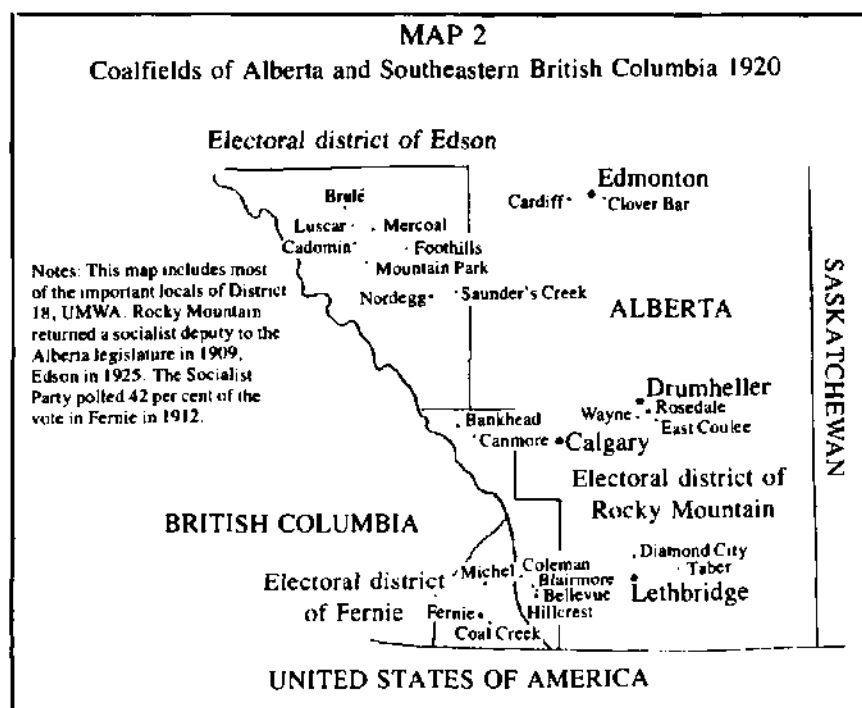 MAP 2
Coalfields of Alberta and Southeastern British Columbia 1920
Electoral district of Edson
Edmonton
Cardiff
Clover Bar
Brulé
Luscar
Mercoal
Cadomin
Foothills
Mountain Park
Nordegg
Saunder's Creek
Notes: This map includes most
of the important locals of District
18, UMWA. Rocky Mountain
returned a socialist deputy to the
Alberta legislature in 1909,
Edson in 1925. The Socialist
Party polled 42 per cent of the
vote in Fernie in 1912.
ALBERTA
SASKATCHEWAN
Drumheller
Wayne
Rosedale
East Coulee
Bankhead
Canmore
Calgary
Electoral district of
Rocky Mountain
BRITISH COLUMBIA
Diamond City
Taber
Lethbridge
Michel
Coleman
Blairmore
Bellevue
Hillcrest
Electoral district
of Fernie
Fernie
Coal Creek
UNITED STATES OF AMERICA